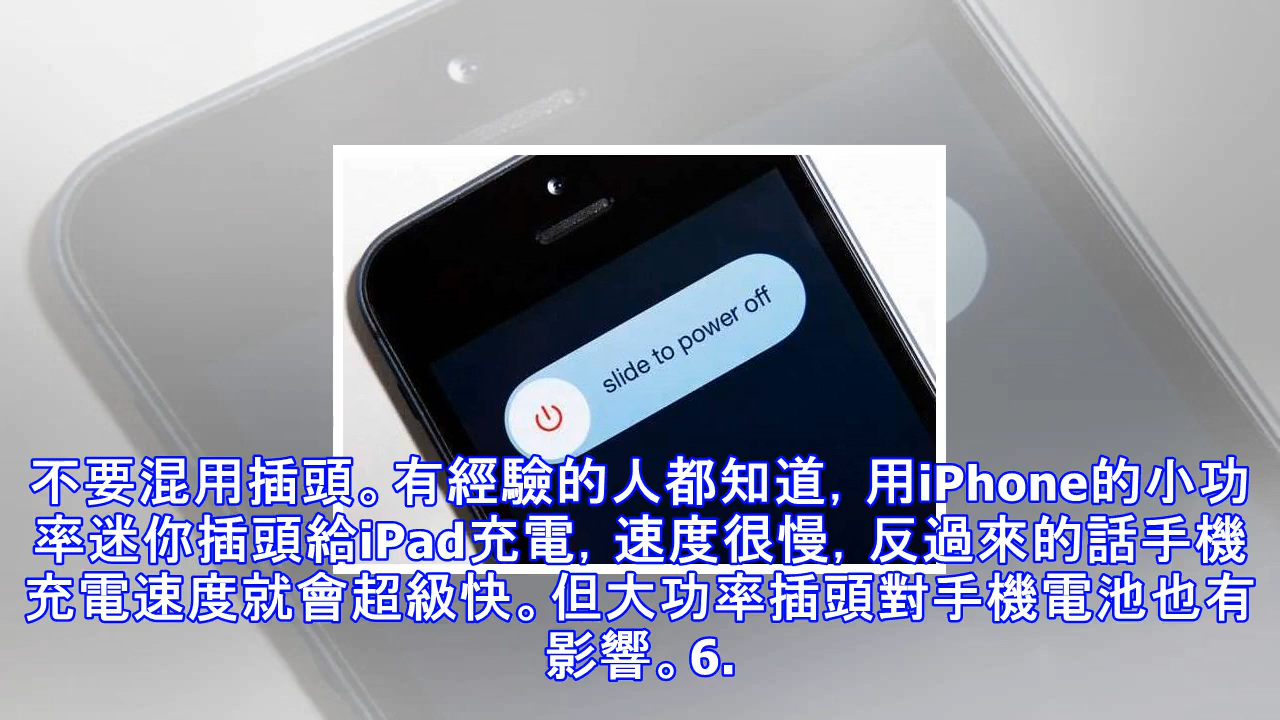 slide to power off
不要混用插頭。有經驗的人都知道，用iPhone的小功
率迷你插頭給iPad充電，速度很慢，反過來的話手機
充電速度就會超級快。但大功率插頭對手機電池也有
影響。6.